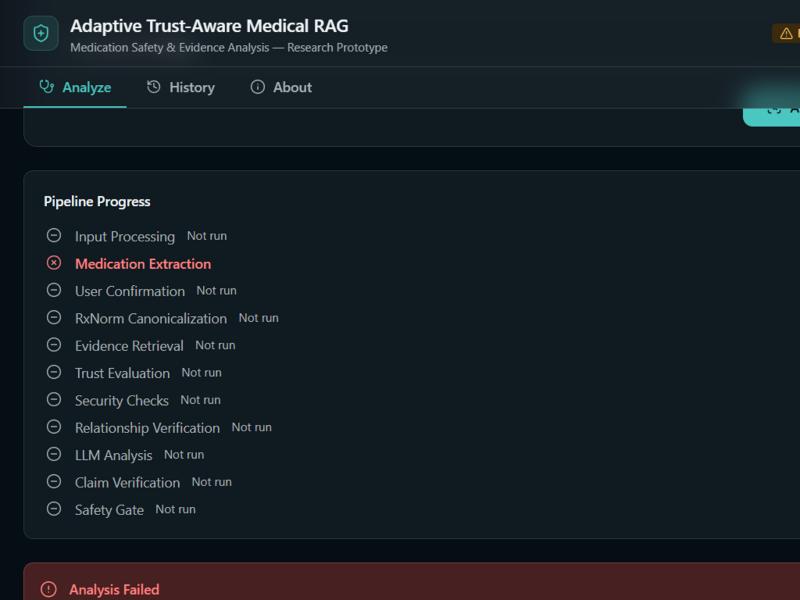 Adaptive Trust-Aware Medical RAG
Medication Safety & Evidence Analysis — Research Prototype
Analyze History About
Pipeline Progress
Input Processing Not run
Medication Extraction
User Confirmation Not run
RxNorm Canonicalization Not run
Evidence Retrieval Not run
Trust Evaluation Not run
Security Checks Not run
Relationship Verification Not run
LLM Analysis Not run
Claim Verification Not run
Safety Gate Not run
Analysis Failed